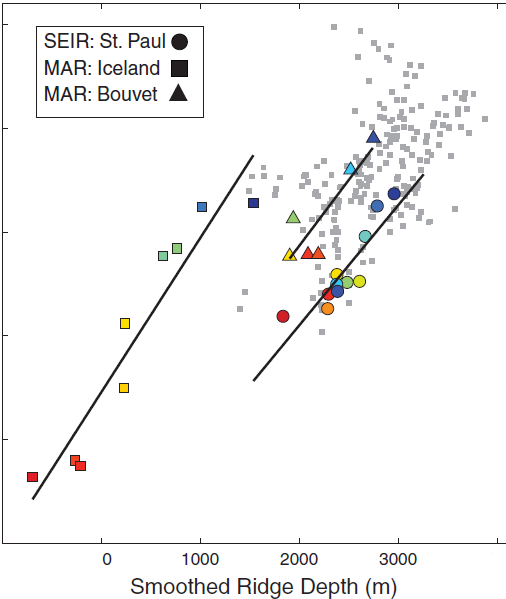 SEIR: St. Paul
MAR: Iceland
MAR: Bouvet
0 1000 2000 3000
Smoothed Ridge Depth (m)